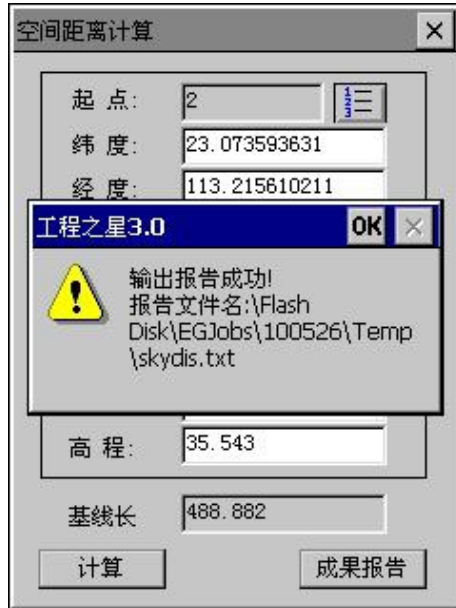 空间距离计算
起 点: 2
纬 度: 23.073593631
经 度: 113.215610211
工程之星3.0 OK
输出报告成功!
报告文件名:\Flash
Disk\EGJobs\100526\Temp
\skydis.txt
高 程: 35.543
基线长 488.882
计算 成果报告